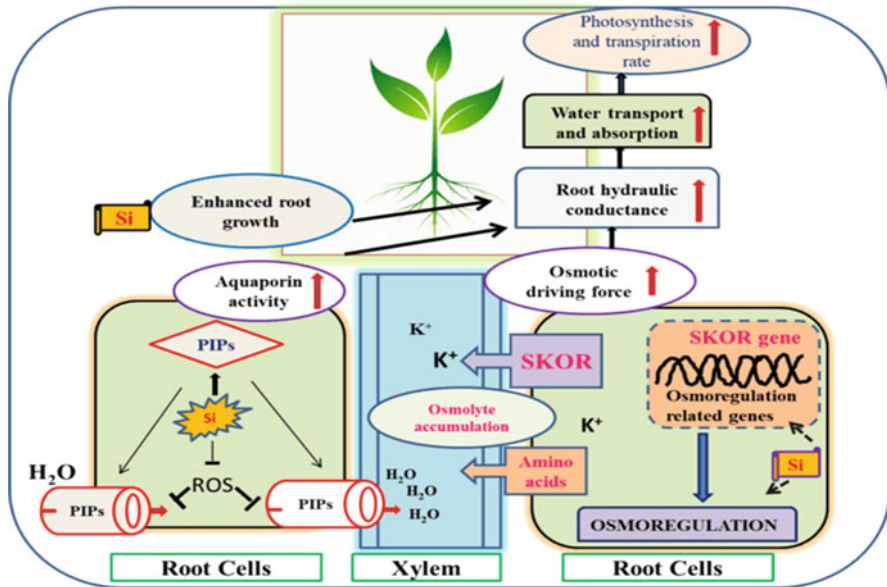 Photosynthesis
and transpiration
rate
Water transport
and absorption
Root hydraulic
conductance
Si
Enhanced root
growth
Aquaporin
activity
Osmotic
driving force
PIPs
Si
ROS
H₂O
PIPs
PIPs
K⁺
K⁺
SKOR
Osmolyte
accumulation
Amino
acids
H₂O
H₂O
H₂O
SKOR gene
Osmoregulation
related genes
K⁺
Si
OSMOREGULATION
Root Cells
Xylem
Root Cells